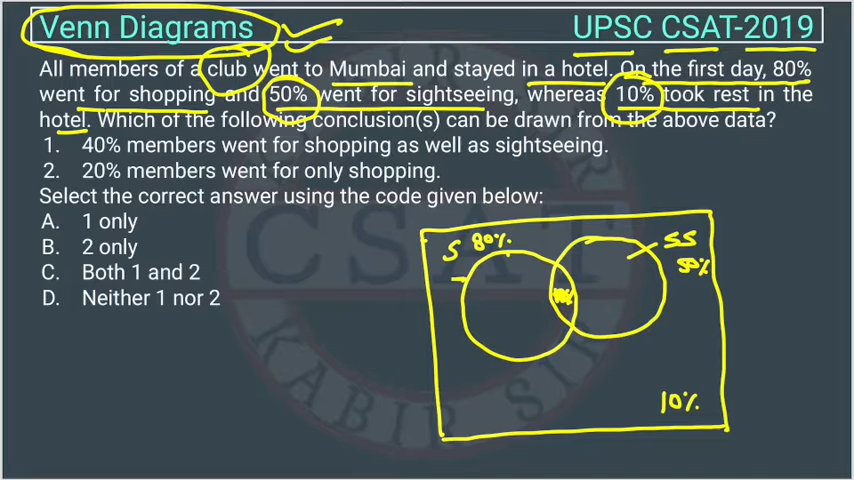 Venn Diagrams UPSC CSAT-2019
All members of a club went to Mumbai and stayed in a hotel. On the first day, 80%
went for shopping and 50% went for sightseeing, whereas 10% took rest in the
hotel. Which of the following conclusion(s) can be drawn from the above data?
1. 40% members went for shopping as well as sightseeing.
2. 20% members went for only shopping.
Select the correct answer using the code given below:
A. 1 only
B. 2 only
C. Both 1 and 2
D. Neither 1 nor 2
S 80% SS
50%
10%
CSAT
KABIR SIR